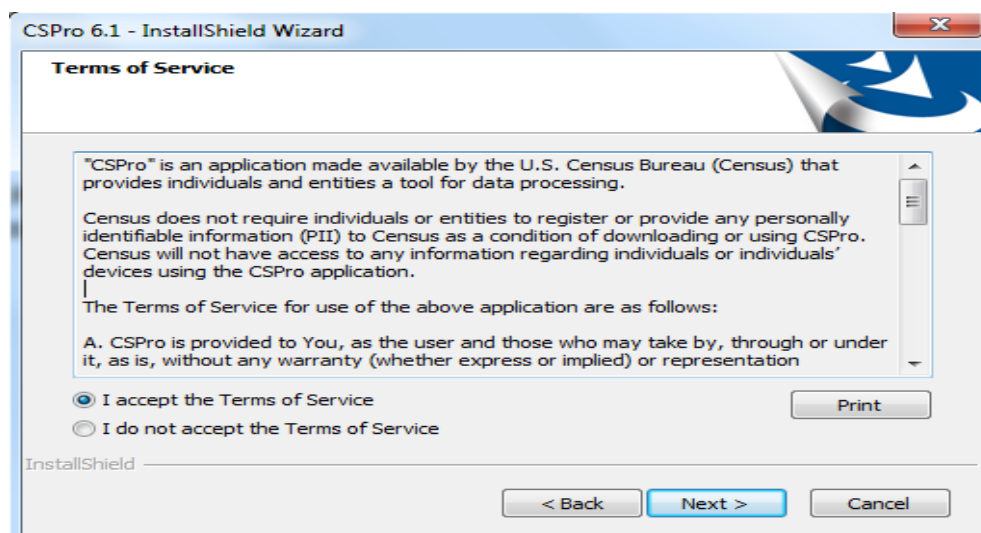 CSPro 6.1 - InstallShield Wizard
Terms of Service
"CSPro" is an application made available by the U.S. Census Bureau (Census) that
provides individuals and entities a tool for data processing.
Census does not require individuals or entities to register or provide any personally
identifiable information (PII) to Census as a condition of downloading or using CSPro.
Census will not have access to any information regarding individuals or individuals´
devices using the CSPro application.
The Terms of Service for use of the above application are as follows:
A. CSPro is provided to You, as the user and those who may take by, through or under
it, as is, without any warranty (whether express or implied) or representation
I accept the Terms of Service
Print
I do not accept the Terms of Service
InstallShield
< Back
Next >
Cancel